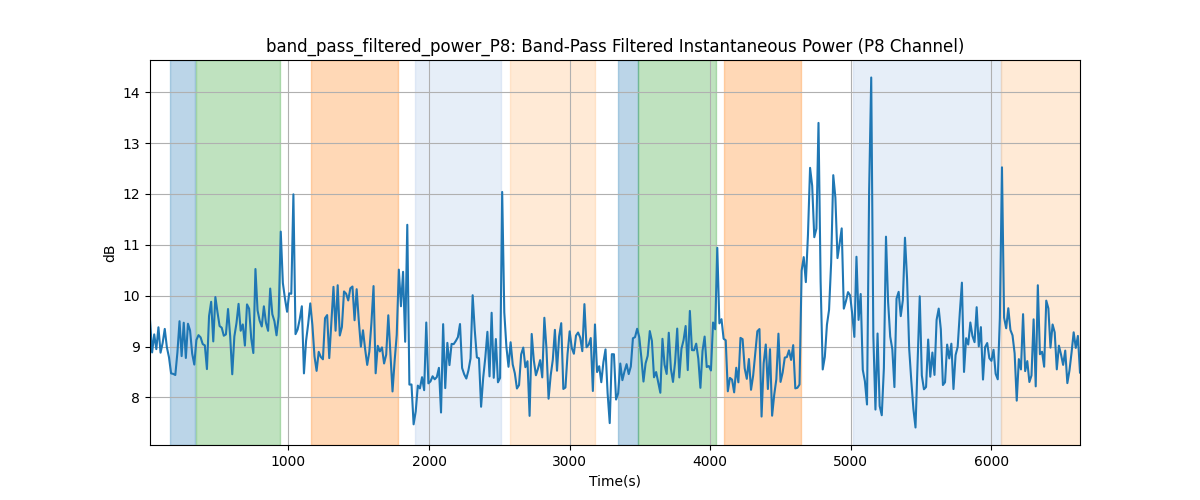 band_pass_filtered_power_P8: Band-Pass Filtered Instantaneous Power (P8 Channel)
14
13
12
11
10
9
8
dB
1000 2000 3000 4000 5000 6000
Time(s)